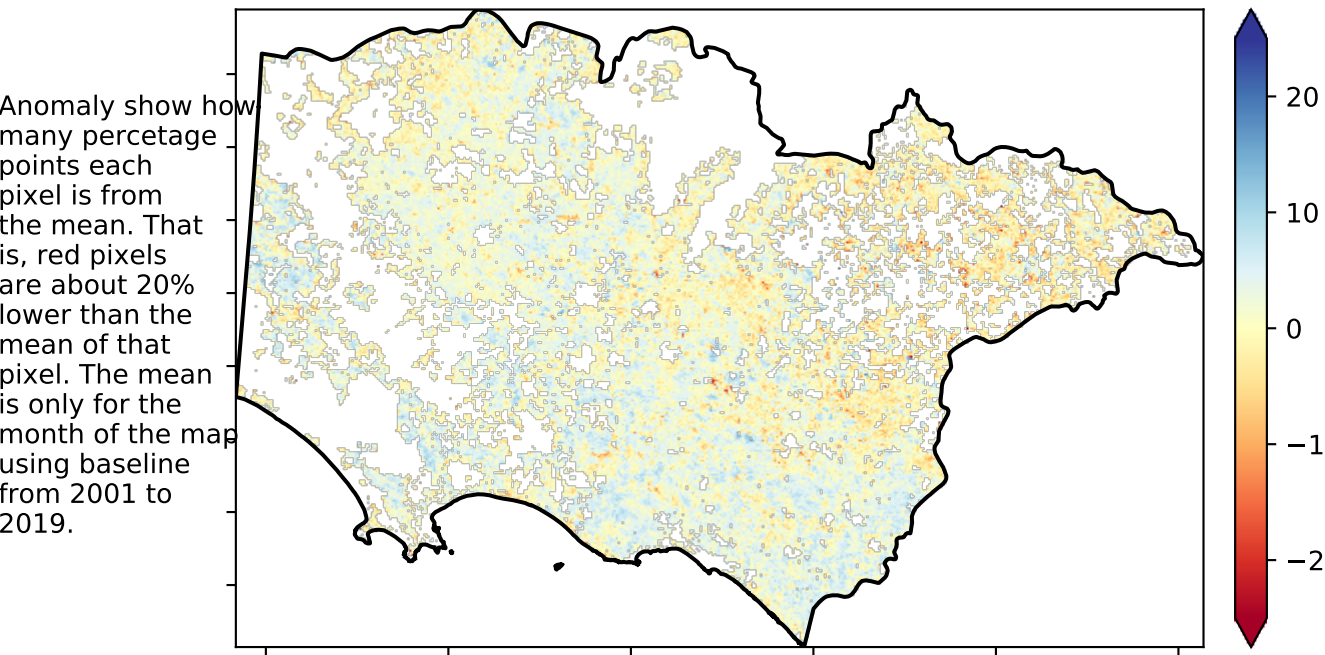 Anomaly show how
many percetage
points each
pixel is from
the mean. That
is, red pixels
are about 20%
lower than the
mean of that
pixel. The mean
is only for the
month of the map
using baseline
from 2001 to
2019.
20
10
0
−1
−2